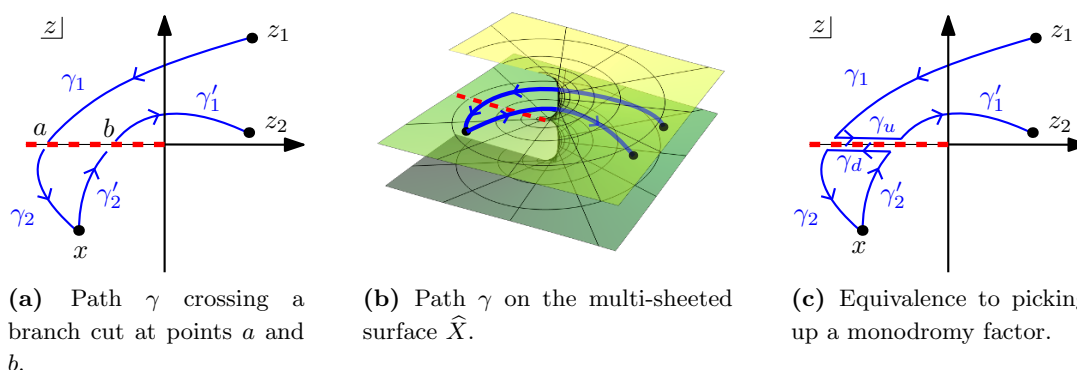 z
z₁
γ₁
γ₁′
a
b
z₂
γ₂
γ₂′
x
z
z₁
γ₁
γ₁′
γᵤ
z₂
γ_d
γ₂
γ₂′
x
(a) Path γ crossing a
branch cut at points a and
b.
(b) Path γ on the multi-sheeted
surface X̂.
(c) Equivalence to picking
up a monodromy factor.